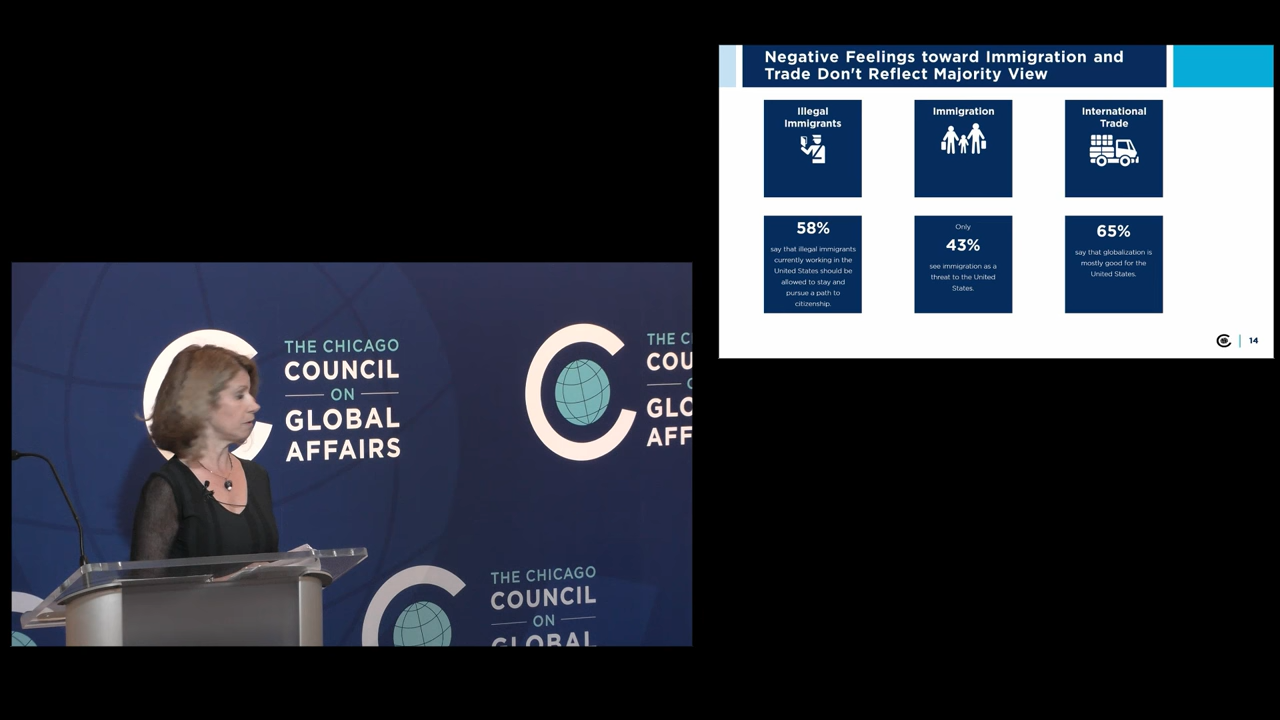 Negative Feelings toward Immigration and
Trade Don't Reflect Majority View
Illegal
Immigrants
Immigration
International
Trade
58%
say that illegal immigrants
currently working in the
United States should be
allowed to stay and
pursue a path to
citizenship.
Only
43%
see immigration as a
threat to the United
States.
65%
say that globalization is
mostly good for the
United States.
14
THE CHICAGO
COUNCIL
ON
GLOBAL
AFFAIRS
THE C
COU
GLO
AFF
THE CHICAGO
COUNCIL
ON
GLOBAL